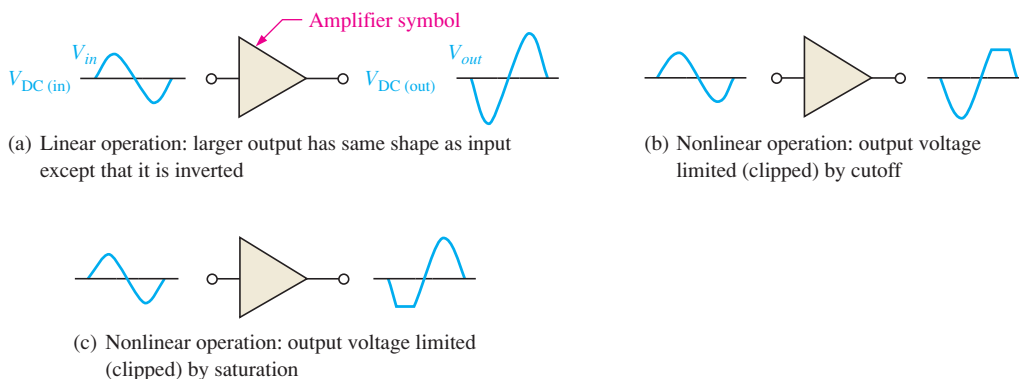 Amplifier symbol
V_in
V_DC (in)
V_out
V_DC (out)
(a) Linear operation: larger output has same shape as input
except that it is inverted
(b) Nonlinear operation: output voltage
limited (clipped) by cutoff
(c) Nonlinear operation: output voltage limited
(clipped) by saturation